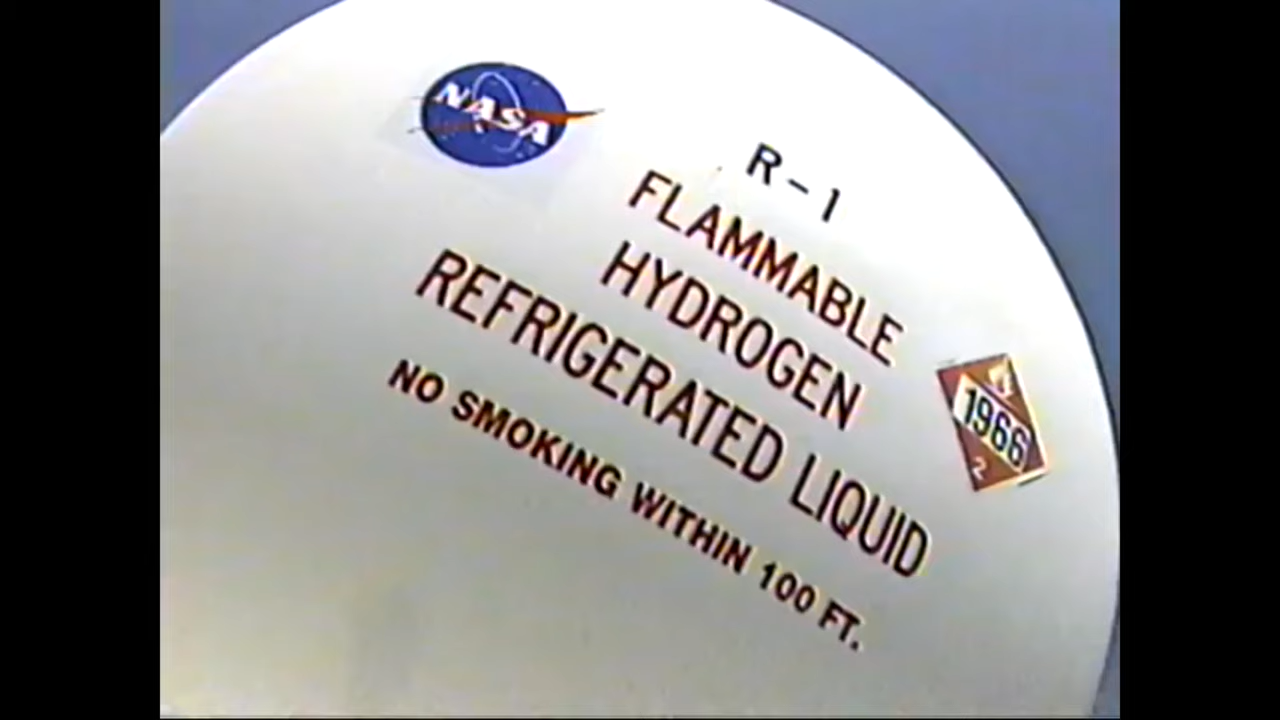 NASA
R-1
FLAMMABLE
HYDROGEN
REFRIGERATED LIQUID
NO SMOKING WITHIN 100 FT.
1966
2